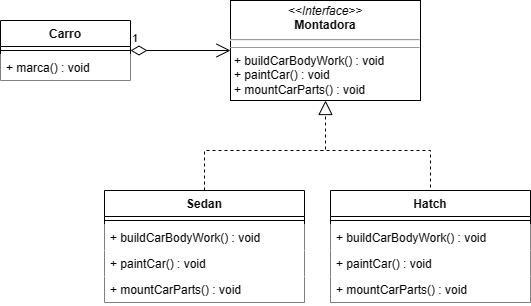 Carro
+ marca() : void
1
<<Interface>>
Montadora
+ buildCarBodyWork() : void
+ paintCar() : void
+ mountCarParts() : void
Sedan
+ buildCarBodyWork() : void
+ paintCar() : void
+ mountCarParts() : void
Hatch
+ buildCarBodyWork() : void
+ paintCar() : void
+ mountCarParts() : void